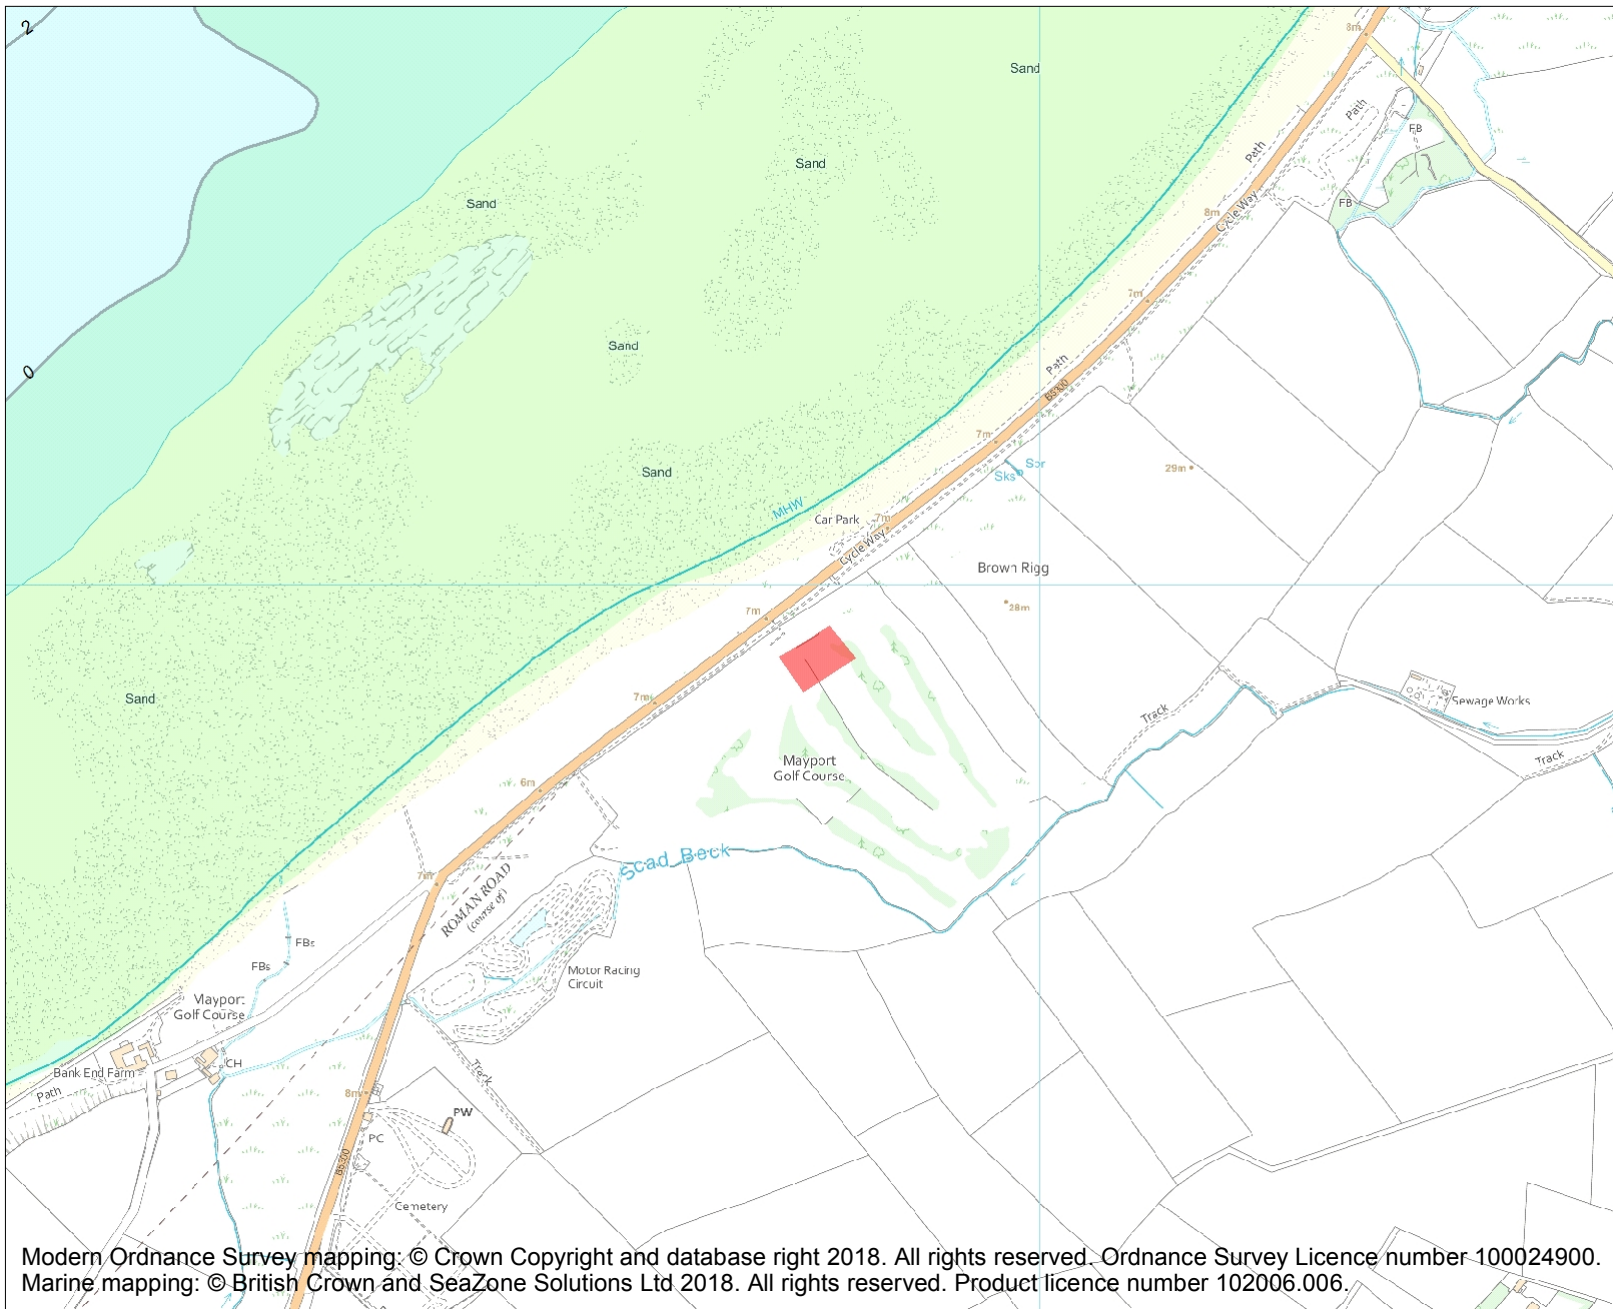 2
8m
Sand
Path
FB
Sand
Path
FB
Sand
8m
Cycle Way
7m
Sand
0
Path
B5300
7m
Sand
Spr
Sks
29m
MHW
Car Park
7m
Cycle Way
Brown Rigg
7m
28m
Sand
7m
Sewage Works
Track
Track
Mayport
Golf Course
6m
Scad Beck
7m
ROMAN ROAD
(course of)
FBs
FBs
Motor Racing
Circuit
Mayport
Golf Course
CH
Bank End Farm
Track
Path
8m
PW
PC
B5300
Cemetery
Modern Ordnance Survey mapping: © Crown Copyright and database right 2018. All rights reserved. Ordnance Survey Licence number 100024900.
Marine mapping: © British Crown and SeaZone Solutions Ltd 2018. All rights reserved. Product licence number 102006.006.